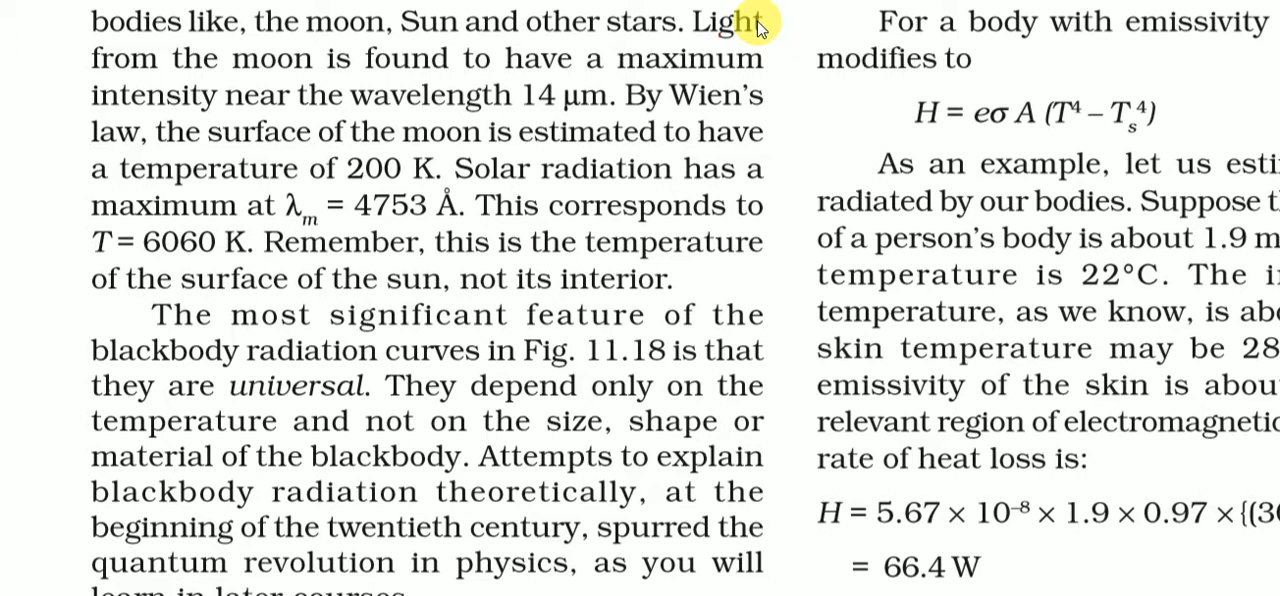 bodies like, the moon, Sun and other stars. Light
from the moon is found to have a maximum
intensity near the wavelength 14 μm. By Wien's
law, the surface of the moon is estimated to have
a temperature of 200 K. Solar radiation has a
maximum at λm = 4753 Å. This corresponds to
T = 6060 K. Remember, this is the temperature
of the surface of the sun, not its interior.
The most significant feature of the
blackbody radiation curves in Fig. 11.18 is that
they are universal. They depend only on the
temperature and not on the size, shape or
material of the blackbody. Attempts to explain
blackbody radiation theoretically, at the
beginning of the twentieth century, spurred the
quantum revolution in physics, as you will
learn in later courses.
For a body with emissivity
modifies to
H = eσ A (T⁴ – Tₛ⁴)
As an example, let us esti
radiated by our bodies. Suppose t
of a person's body is about 1.9 m
temperature is 22°C. The i
temperature, as we know, is ab
skin temperature may be 28
emissivity of the skin is abou
relevant region of electromagnetic
rate of heat loss is:
H = 5.67 × 10⁻⁸ × 1.9 × 0.97 × {(3
= 66.4 W